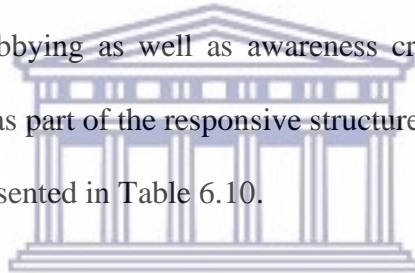 bbying as well as awareness cr
as part of the responsive structure
sented in Table 6.10.